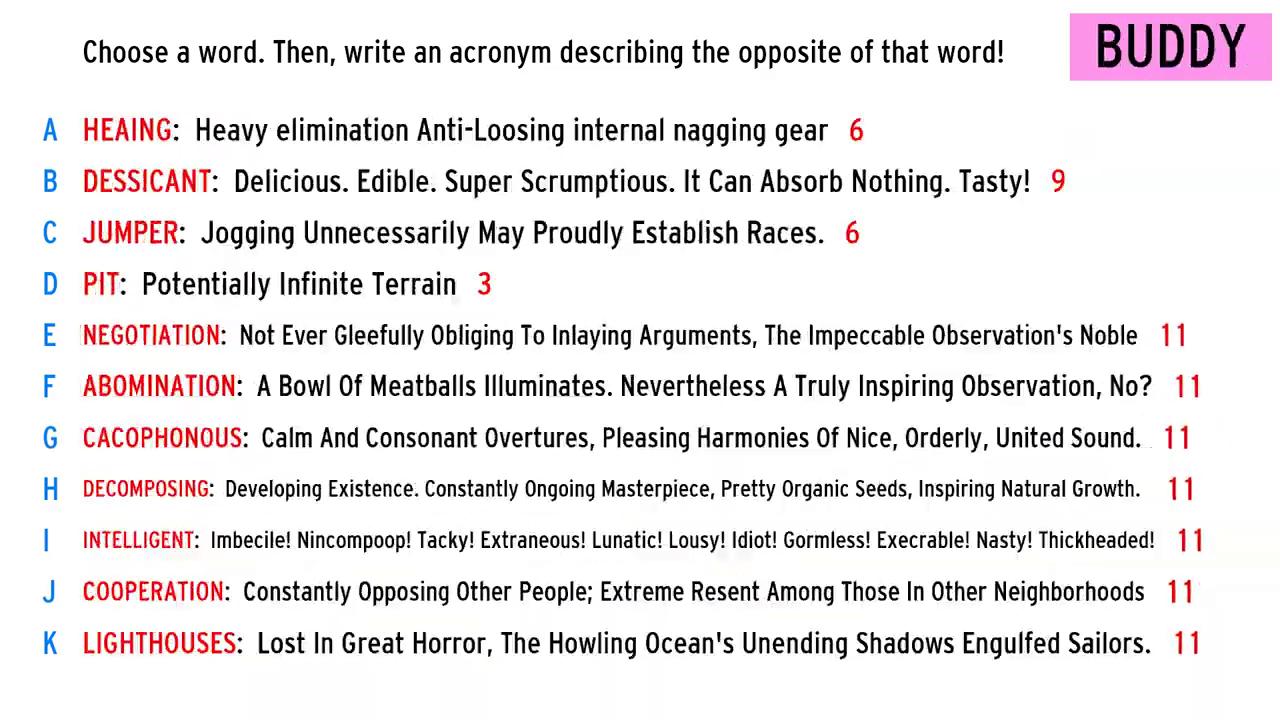 Choose a word. Then, write an acronym describing the opposite of that word!
BUDDY
A HEAING: Heavy elimination Anti-Loosing internal nagging gear 6
B DESSICANT: Delicious. Edible. Super Scrumptious. It Can Absorb Nothing. Tasty! 9
C JUMPER: Jogging Unnecessarily May Proudly Establish Races. 6
D PIT: Potentially Infinite Terrain 3
E NEGOTIATION: Not Ever Gleefully Obliging To Inlaying Arguments, The Impeccable Observation's Noble 11
F ABOMINATION: A Bowl Of Meatballs Illuminates. Nevertheless A Truly Inspiring Observation, No? 11
G CACOPHONOUS: Calm And Consonant Overtures, Pleasing Harmonies Of Nice, Orderly, United Sound. 11
H DECOMPOSING: Developing Existence. Constantly Ongoing Masterpiece, Pretty Organic Seeds, Inspiring Natural Growth. 11
I INTELLIGENT: Imbecile! Nincompoop! Tacky! Extraneous! Lunatic! Lousy! Idiot! Gormless! Execrable! Nasty! Thickheaded! 11
J COOPERATION: Constantly Opposing Other People; Extreme Resent Among Those In Other Neighborhoods 11
K LIGHTHOUSES: Lost In Great Horror, The Howling Ocean's Unending Shadows Engulfed Sailors. 11